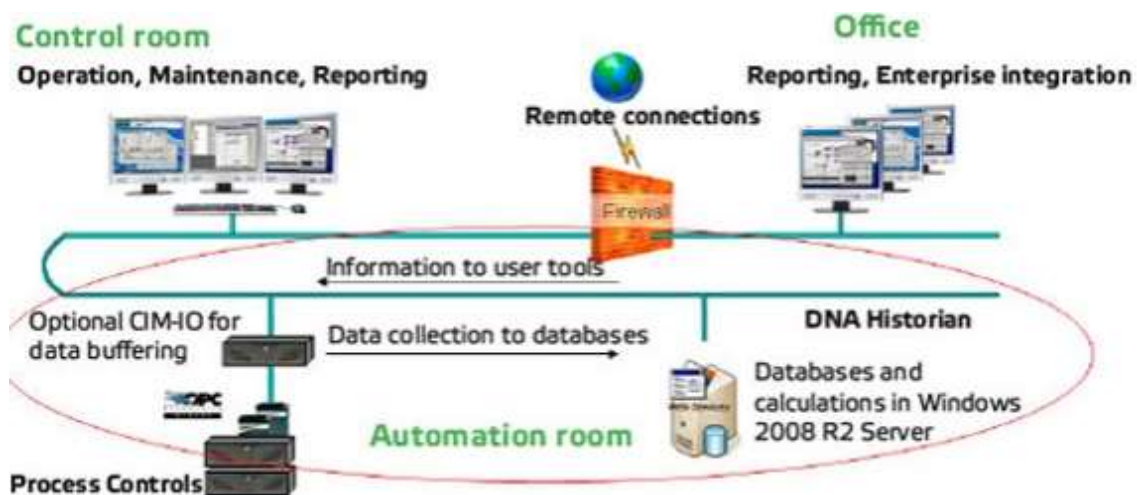 Control room
Operation, Maintenance, Reporting
Office
Reporting, Enterprise integration
Remote connections
Firewall
Information to user tools
Optional CIM-IO for
data buffering
Data collection to databases
DNA Historian
Databases and
calculations in Windows
2008 R2 Server
OPC
Automation room
Process Controls